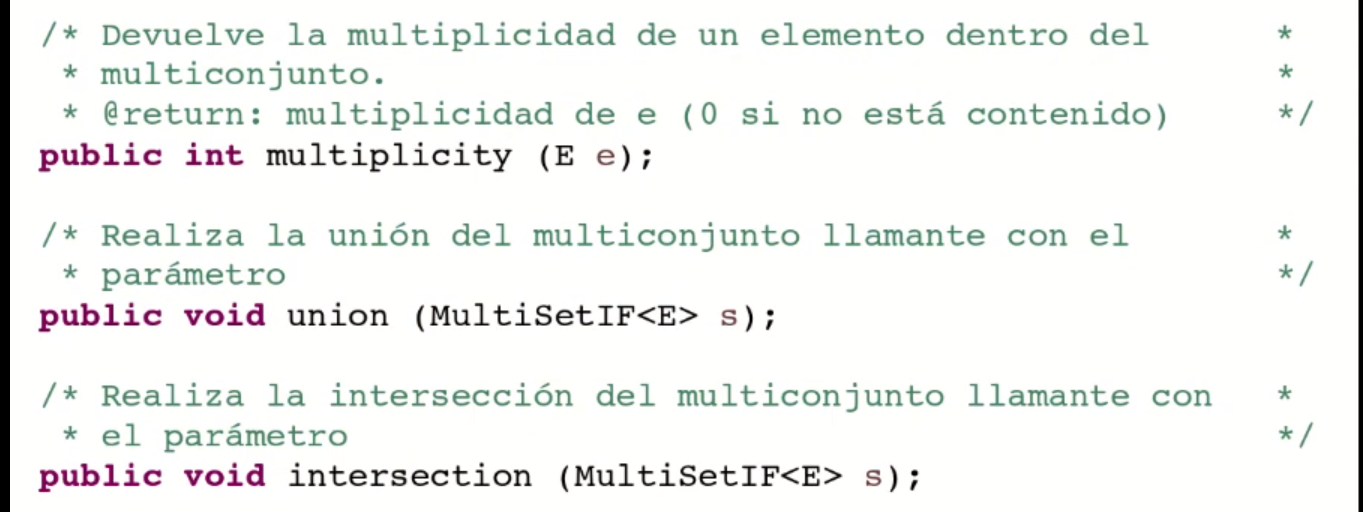 /* Devuelve la multiplicidad de un elemento dentro del *
* multiconjunto. *
* @return: multiplicidad de e (0 si no está contenido) */
public int multiplicity (E e);
/* Realiza la unión del multiconjunto llamante con el *
* parámetro */
public void union (MultiSetIF<E> s);
/* Realiza la intersección del multiconjunto llamante con *
* el parámetro */
public void intersection (MultiSetIF<E> s);